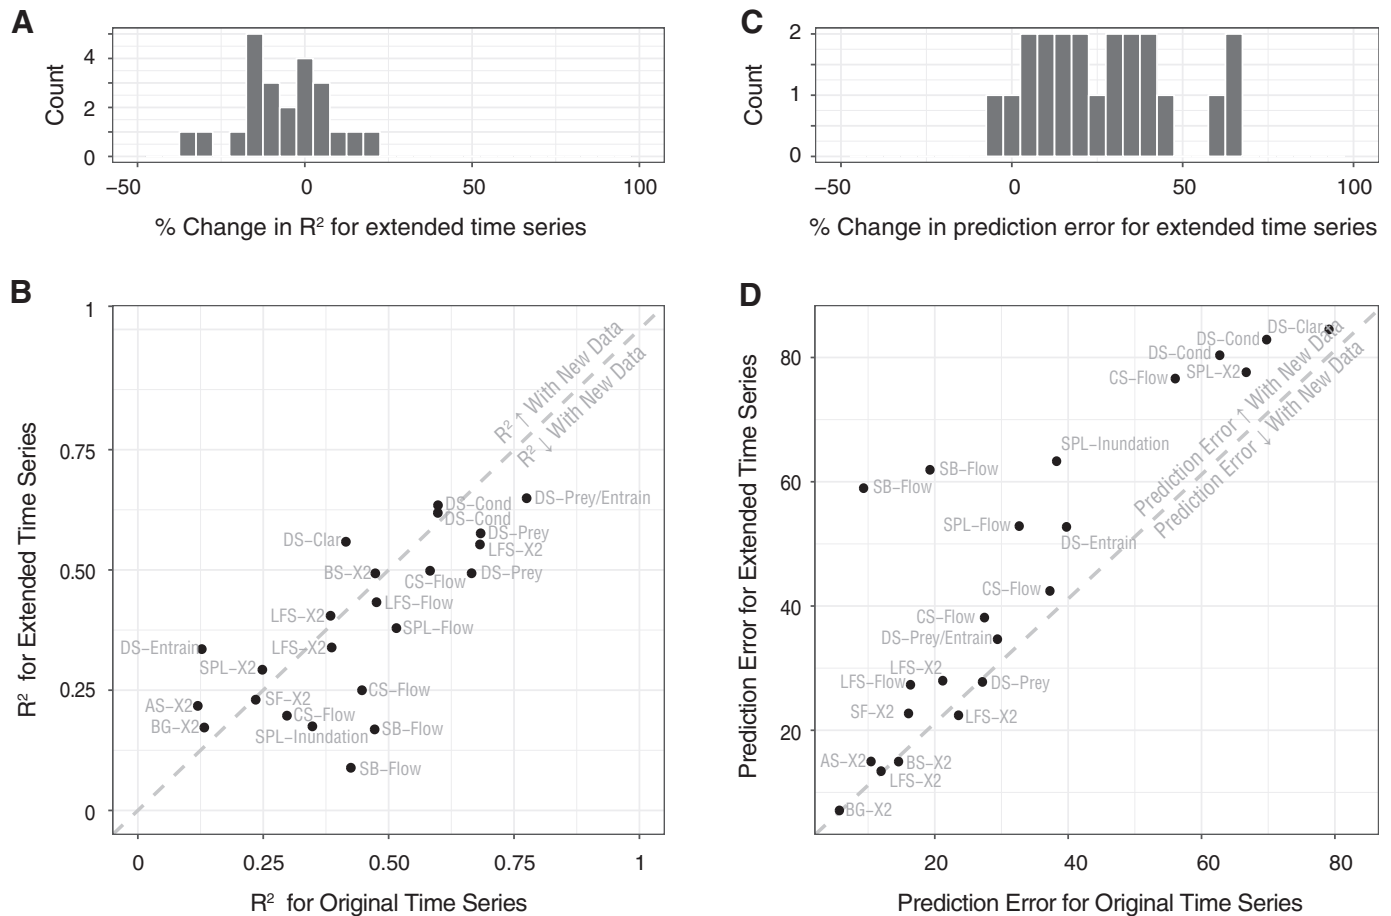 A
Count
4
2
0
−50
0
50
100
% Change in R² for extended time series
C
Count
2
1
0
−50
0
50
100
% Change in prediction error for extended time series
B
R² for Extended Time Series
1
0.75
0.50
0.25
0
R² ↑ With New Data
R² ↓ With New Data
DS−Prey/Entrain
DS−Cond
DS−Cond
DS−Prey
LFS−X2
DS−Clar
BS−X2
CS−Flow
DS−Prey
LFS−Flow
LFS−X2
SPL−Flow
DS−Entrain
LFS−X2
SPL−X2
CS−Flow
AS−X2
SF−X2
CS−Flow
BG−X2
SPL−Inundation
SB−Flow
SB−Flow
0
0.25
0.50
0.75
1
R² for Original Time Series
D
Prediction Error for Extended Time Series
80
60
40
20
Prediction Error ↑ With New Data
Prediction Error ↓ With New Data
DS−Clar
DS−Cond
DS−Cond
SPL−X2
CS−Flow
SPL−Inundation
SB−Flow
SB−Flow
SPL−Flow
DS−Entrain
CS−Flow
CS−Flow
DS−Prey/Entrain
LFS−X2
LFS−Flow
DS−Prey
SF−X2
LFS−X2
AS−X2
BS−X2
LFS−X2
BG−X2
20
40
60
80
Prediction Error for Original Time Series